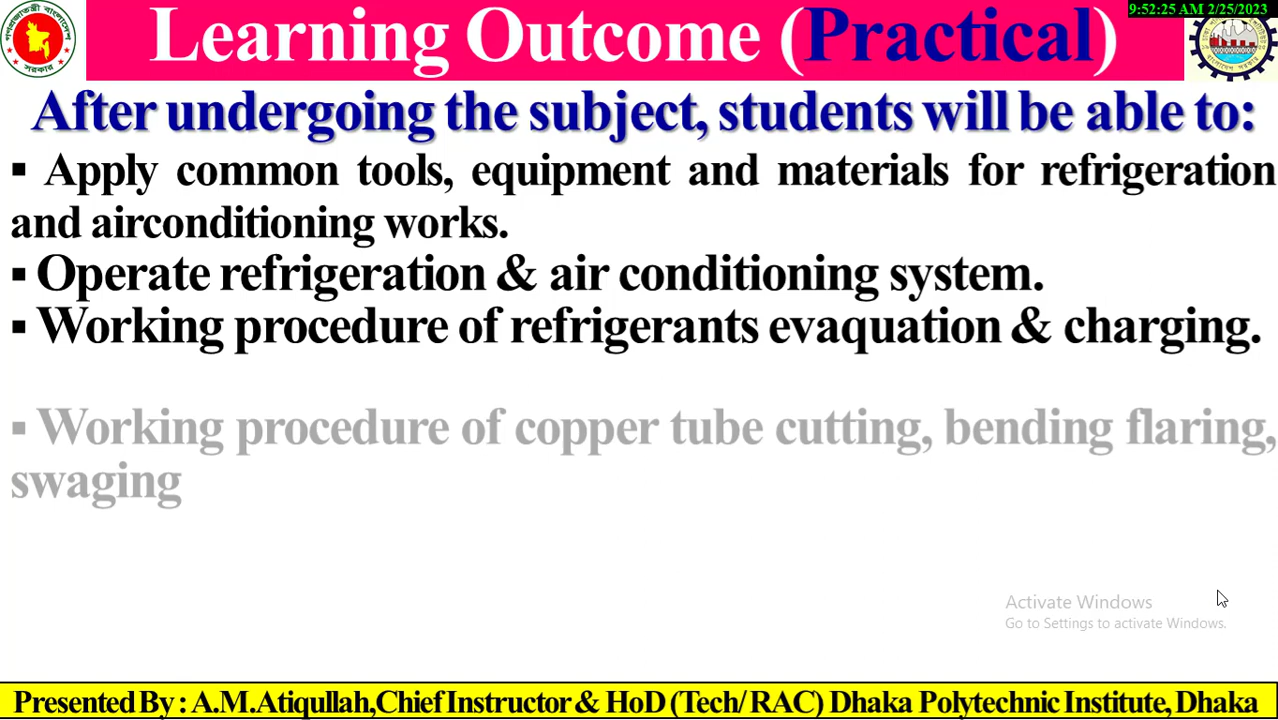 9:52:25 AM 2/25/2023
Learning Outcome (Practical)
After undergoing the subject, students will be able to:
▪ Apply common tools, equipment and materials for refrigeration
and airconditioning works.
▪ Operate refrigeration & air conditioning system.
▪ Working procedure of refrigerants evaquation & charging.
▪ Working procedure of copper tube cutting, bending flaring,
swaging
Activate Windows
Go to Settings to activate Windows.
Presented By : A.M.Atiqullah,Chief Instructor & HoD (Tech/ RAC) Dhaka Polytechnic Institute, Dhaka